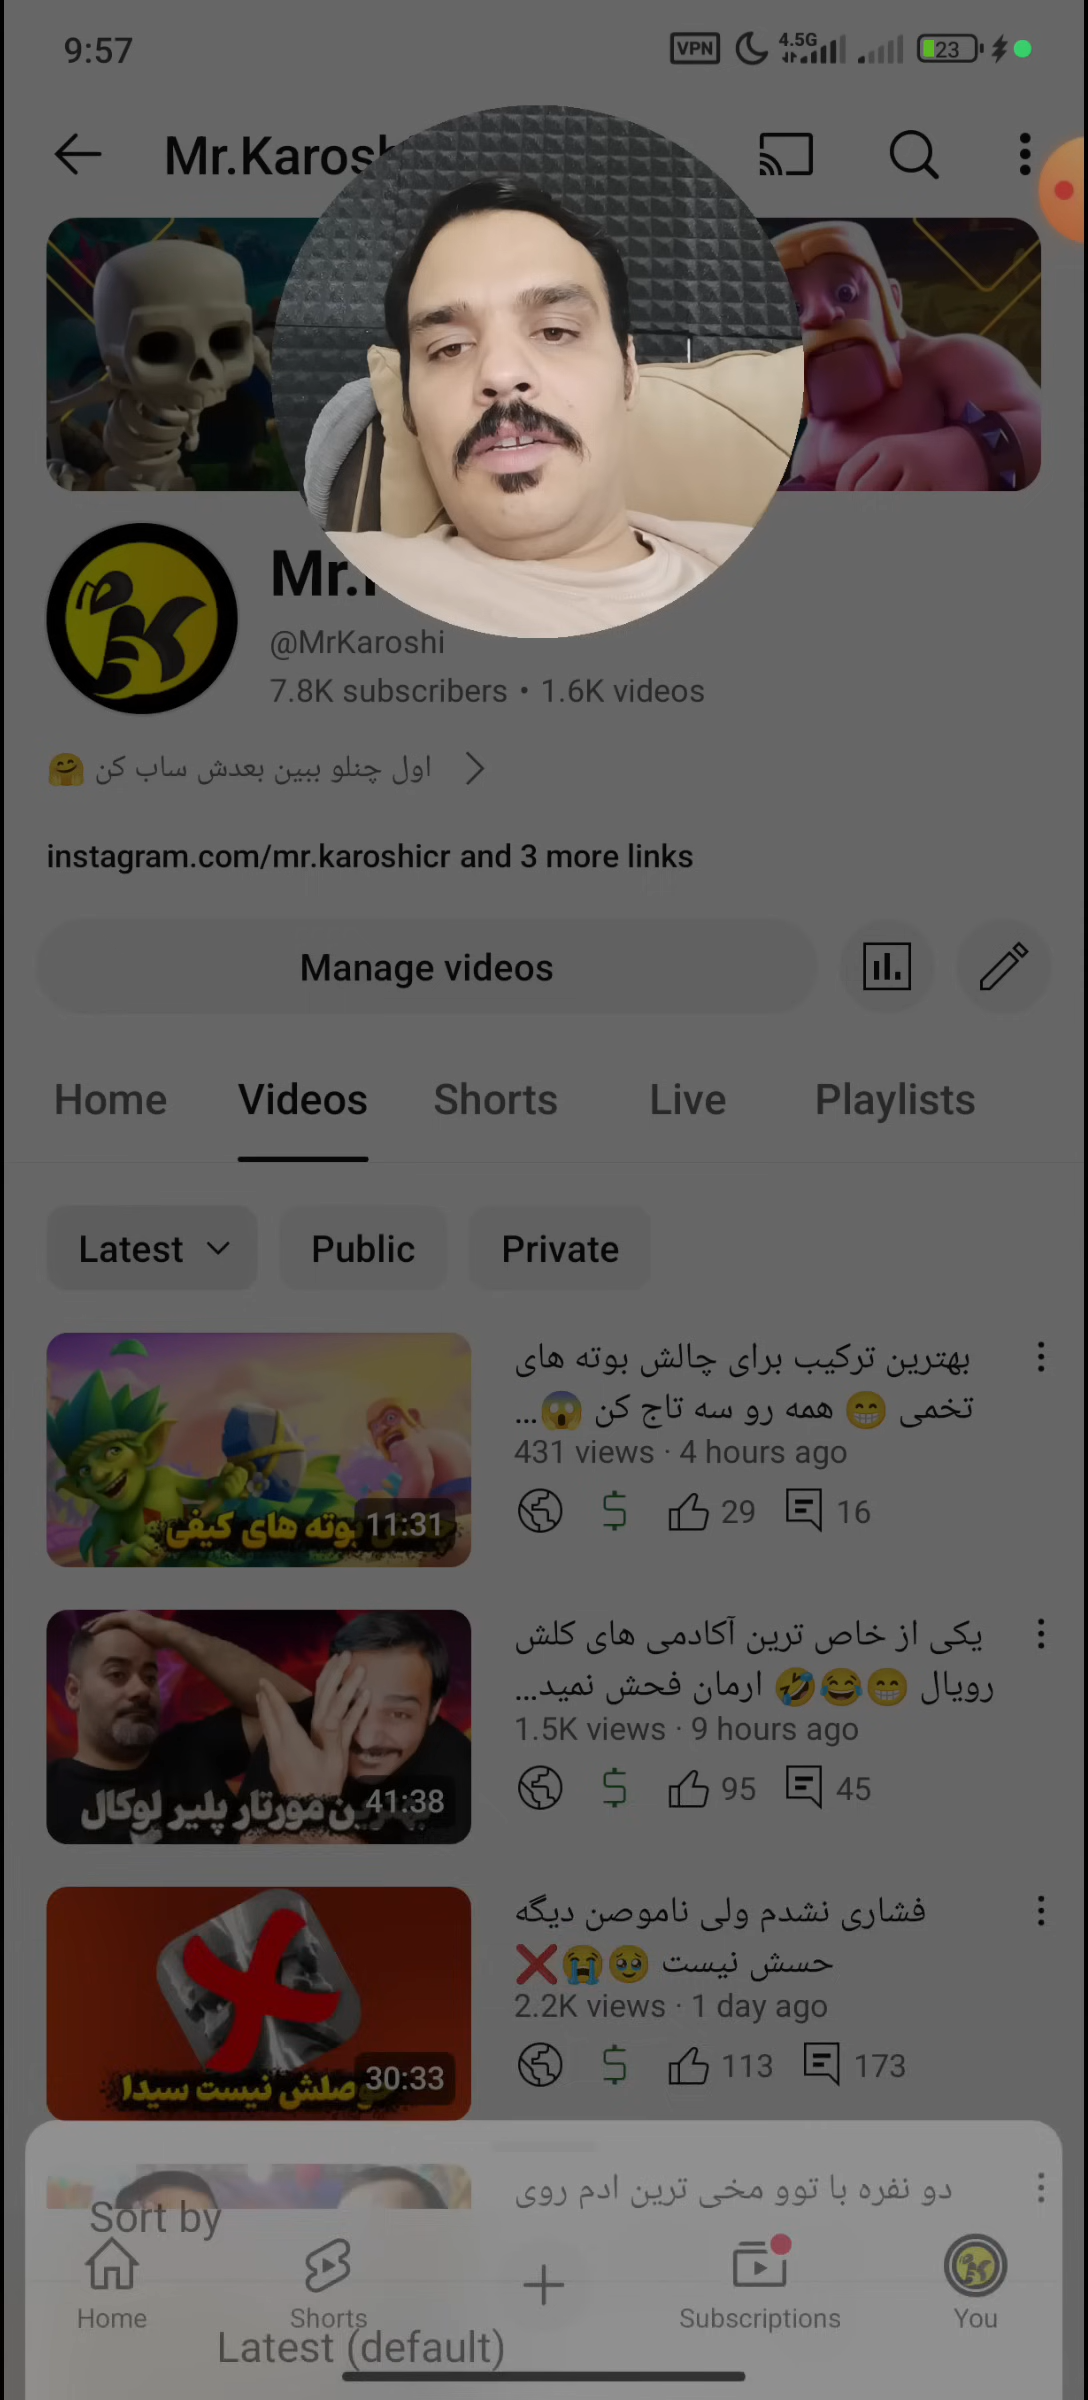 9:57
VPN 4.5G 23
Mr.Karosh
Mr.
@MrKaroshi
7.8K subscribers • 1.6K videos
اول چنلو ببین بعدش ساب کن 🤗
instagram.com/mr.karoshicr and 3 more links
Manage videos
Home Videos Shorts Live Playlists
Latest Public Private
بهترین ترکیب برای چالش بوته های
تخمی 😁 همه رو سه تاج کن 😱...
431 views · 4 hours ago
29 16
بوته های کیفی
11:31
یکی از خاص ترین آکادمی های کلش
رویال 😁😂🤣 ارمان فحش نمید...
1.5K views · 9 hours ago
95 45
مورتار پلیر لوکال
41:38
فشاری نشدم ولی ناموصن دیگه
حسش نیست 🥹😭❌
2.2K views · 1 day ago
113 173
نیست سیدا
30:33
دو نفره با توو مخی ترین ادم روی
Sort by
Home Shorts Subscriptions You
Latest (default)